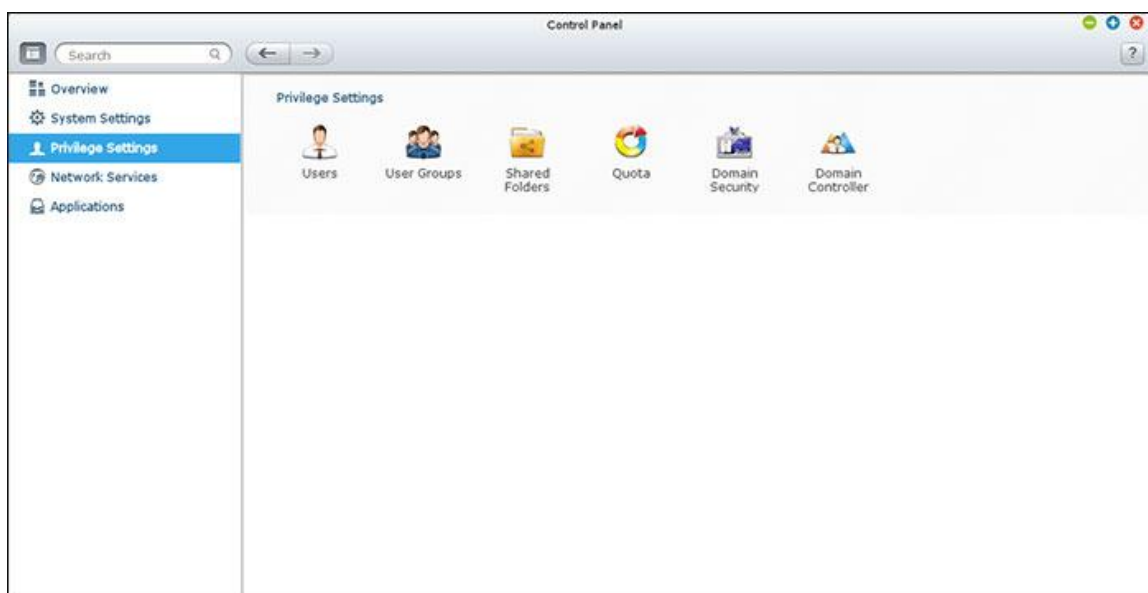 Control Panel
Search
?
Overview
System Settings
Privilege Settings
Network Services
Applications
Privilege Settings
Users
User Groups
Shared
Folders
Quota
Domain
Security
Domain
Controller